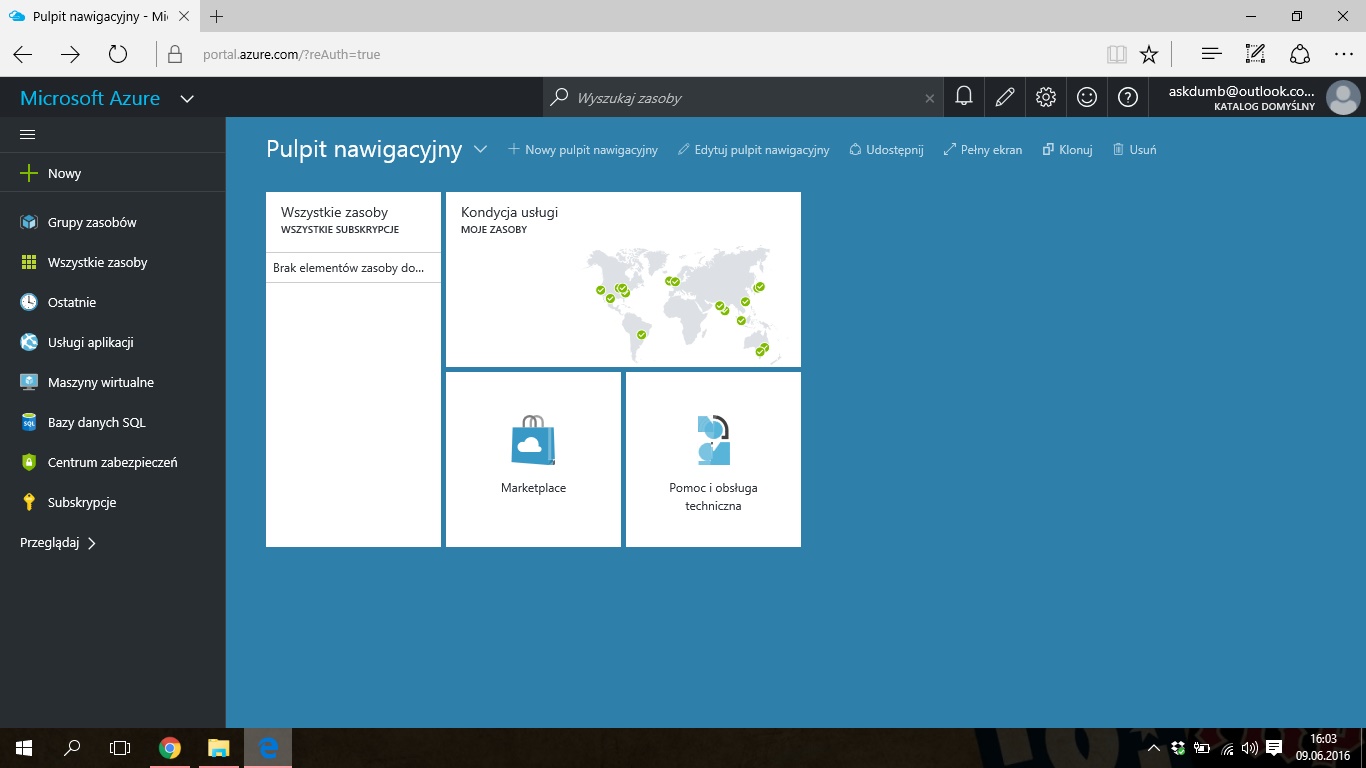 Pulpit nawigacyjny - Mi
portal.azure.com/?reAuth=true
Microsoft Azure
Wyszukaj zasoby
askdumb@outlook.co...
KATALOG DOMYŚLNY
Nowy
Grupy zasobów
Wszystkie zasoby
Ostatnie
Usługi aplikacji
Maszyny wirtualne
SQL
Bazy danych SQL
Centrum zabezpieczeń
Subskrypcje
Przeglądaj
Pulpit nawigacyjny
Nowy pulpit nawigacyjny
Edytuj pulpit nawigacyjny
Udostępnij
Pełny ekran
Klonuj
Usuń
Wszystkie zasoby
WSZYSTKIE SUBSKRYPCJE
Brak elementów zasoby do...
Kondycja usługi
MOJE ZASOBY
Marketplace
Pomoc i obsługa
techniczna
16:03
09.06.2016